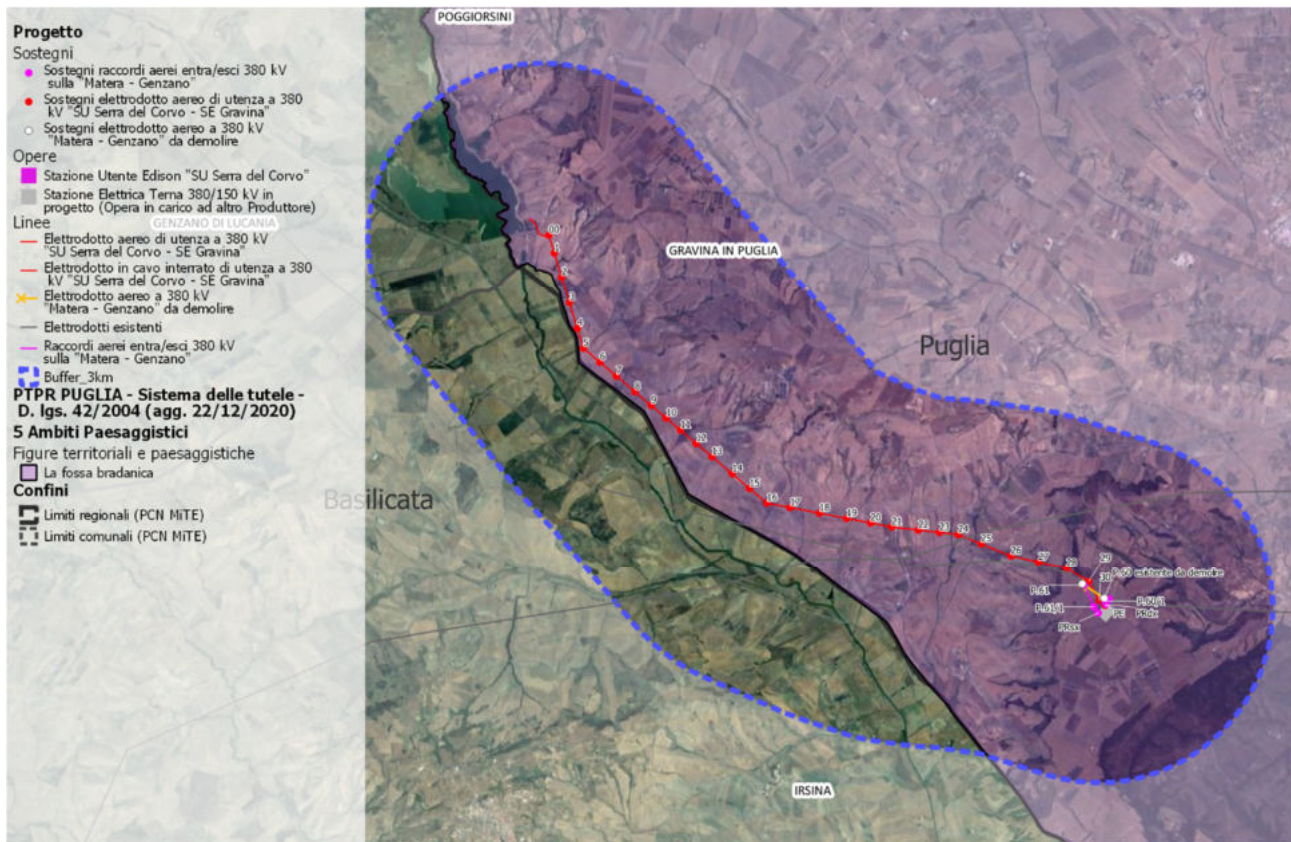 Progetto
Sostegni
Sostegni raccordi aerei entra/esci 380 kV
sulla "Matera - Genzano"
Sostegni elettrodotto aereo di utenza a 380
kV "SU Serra del Corvo - SE Gravina"
Sostegni elettrodotto aereo a 380 kV
"Matera - Genzano" da demolire
Opere
Stazione Utente Edison "SU Serra del Corvo"
Stazione Elettrica Terna 380/150 kV in
progetto (Opera in carico ad altro Produttore)
GENZANO DI LUCANIA
Linee
Elettrodotto aereo di utenza a 380 kV
"SU Serra del Corvo - SE Gravina"
Elettrodotto in cavo interrato di utenza a 380
kV "SU Serra del Corvo - SE Gravina"
Elettrodotto aereo a 380 kV
"Matera - Genzano" da demolire
Elettrodotti esistenti
Raccordi aerei entra/esci 380 kV
sulla "Matera - Genzano"
Buffer_3km
PTPR PUGLIA - Sistema delle tutele -
D. lgs. 42/2004 (agg. 22/12/2020)
5 Ambiti Paesaggistici
Figure territoriali e paesaggistiche
La fossa bradanica
Confini
Limiti regionali (PCN MiTE)
Limiti comunali (PCN MiTE)
POGGIORSINI
GRAVINA IN PUGLIA
Puglia
Basilicata
IRSINA
00
1
2
3
4
5
6
7
8
9
10
11
12
13
14
15
16
17
18
19
20
21
22
23
24
25
26
27
28
29
30
P.60 esistente da demolire
P.61
P.60/1
P.61/1
PE
PRdx
PRsx